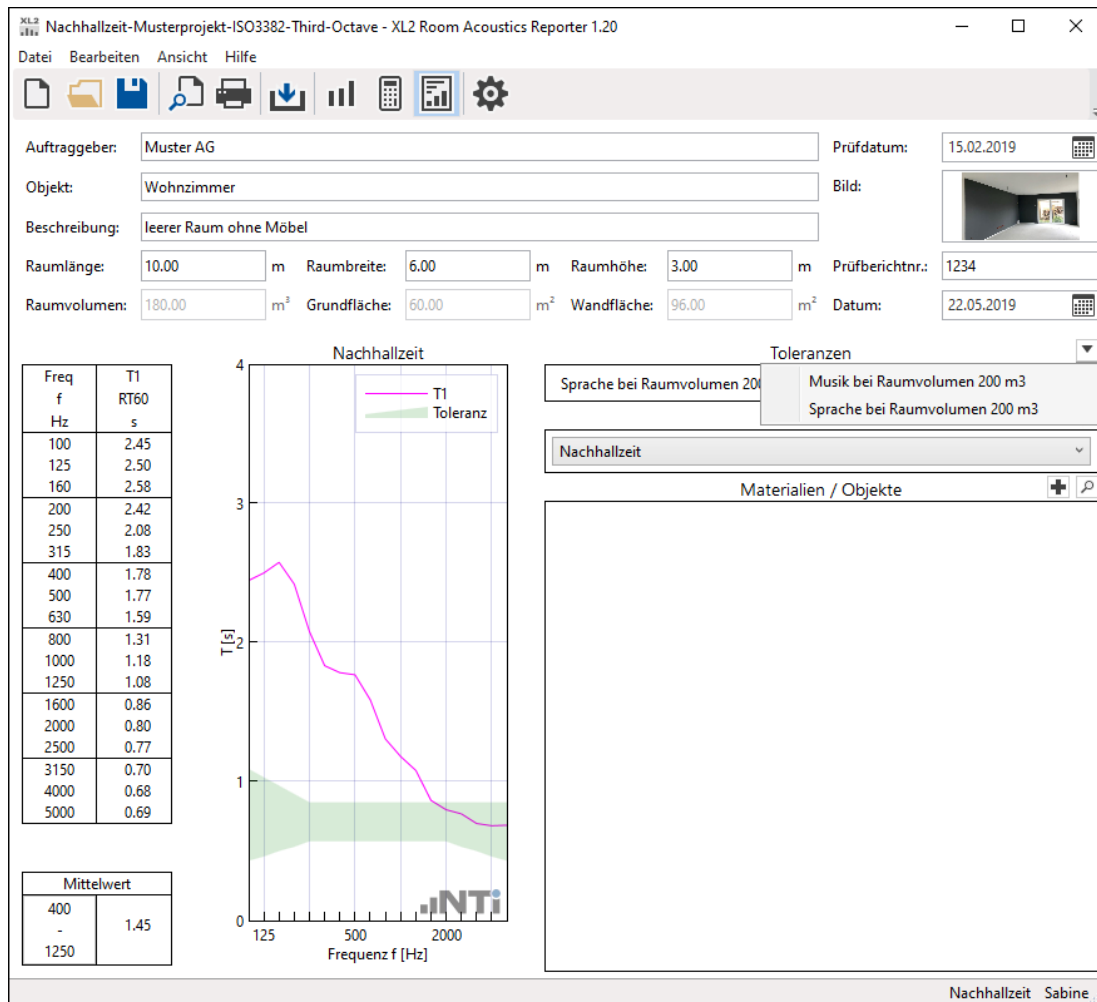 XL2 Nachhallzeit-Musterprojekt-ISO3382-Third-Octave - XL2 Room Acoustics Reporter 1.20
Datei Bearbeiten Ansicht Hilfe
Auftraggeber: Muster AG Prüfdatum: 15.02.2019
Objekt: Wohnzimmer Bild:
Beschreibung: leerer Raum ohne Möbel
Raumlänge: 10.00 m Raumbreite: 6.00 m Raumhöhe: 3.00 m Prüfberichtnr.: 1234
Raumvolumen: 180.00 m³ Grundfläche: 60.00 m² Wandfläche: 96.00 m² Datum: 22.05.2019
Freq T1
f RT60
Hz s
100 2.45
125 2.50
160 2.58
200 2.42
250 2.08
315 1.83
400 1.78
500 1.77
630 1.59
800 1.31
1000 1.18
1250 1.08
1600 0.86
2000 0.80
2500 0.77
3150 0.70
4000 0.68
5000 0.69
Mittelwert
400
-
1250
1.45
Nachhallzeit
T1
Toleranz
4
3
2
1
0
T [s]
125 500 2000
Frequenz f [Hz]
NTi
Toleranzen
Sprache bei Raumvolumen 200
Musik bei Raumvolumen 200 m3
Sprache bei Raumvolumen 200 m3
Nachhallzeit
Materialien / Objekte
Nachhallzeit Sabine